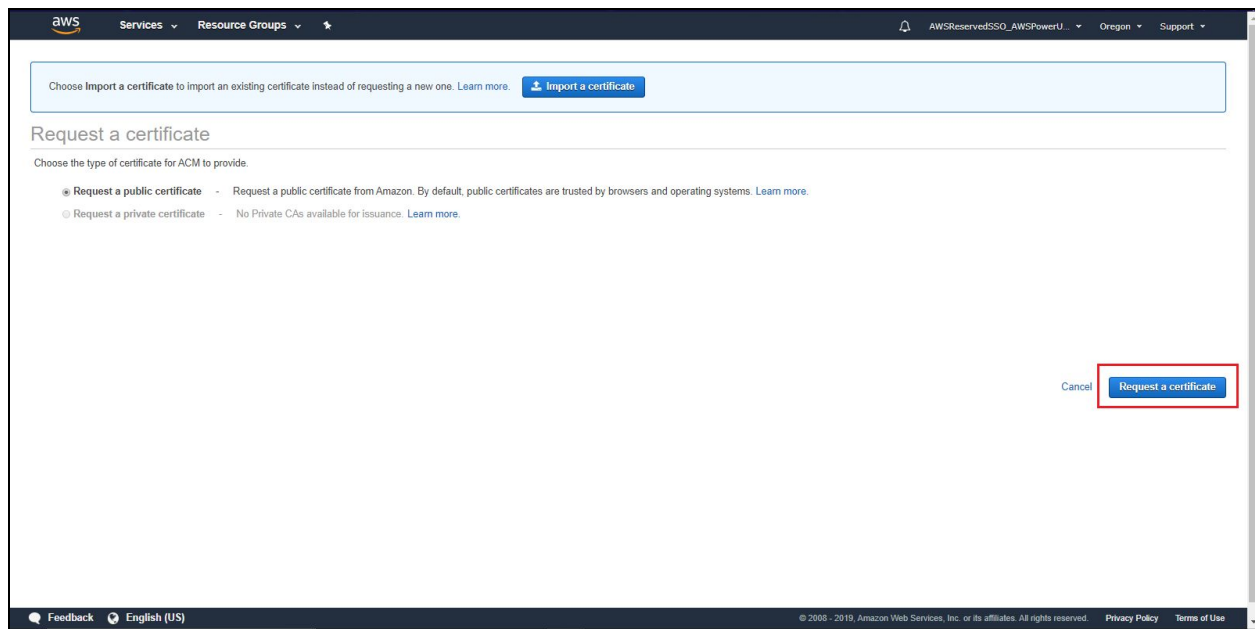 aws Services Resource Groups AWSReservedSSO_AWSPowerU... Oregon Support
Choose Import a certificate to import an existing certificate instead of requesting a new one. Learn more. Import a certificate
Request a certificate
Choose the type of certificate for ACM to provide.
Request a public certificate - Request a public certificate from Amazon. By default, public certificates are trusted by browsers and operating systems. Learn more.
Request a private certificate - No Private CAs available for issuance. Learn more.
Cancel Request a certificate
Feedback English (US) © 2008 - 2019, Amazon Web Services, Inc. or its affiliates. All rights reserved. Privacy Policy Terms of Use